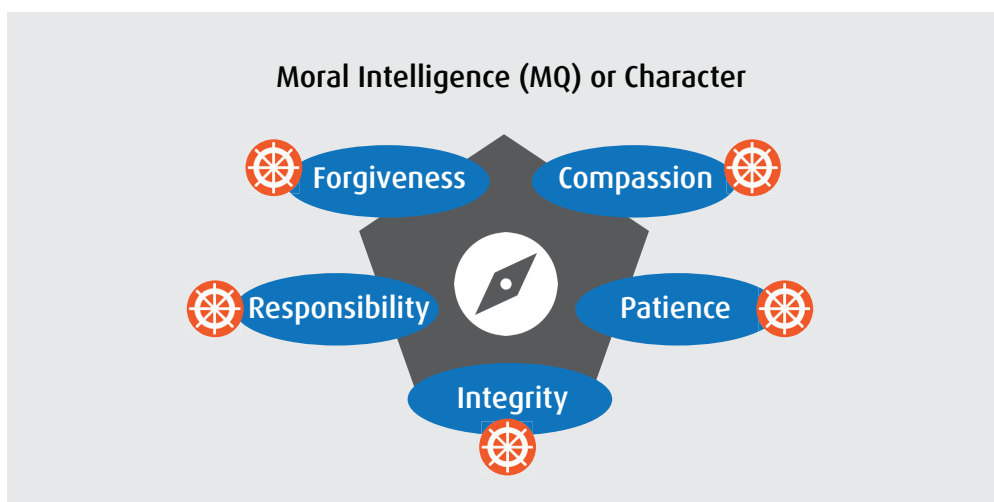 Moral Intelligence (MQ) or Character
Forgiveness
Compassion
Responsibility
Patience
Integrity